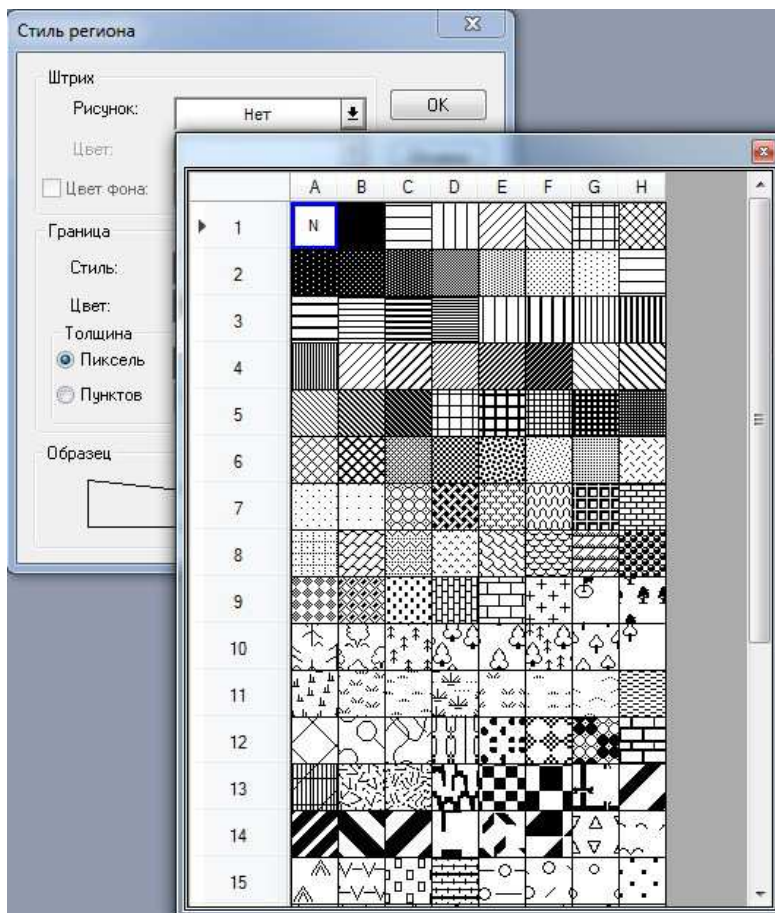 Стиль региона
Штрих
Рисунок:
Нет
OK
Цвет:
Цвет фона:
Граница
Стиль:
Цвет:
Толщина
Пиксель
Пунктов
Образец
A B C D E F G H
1 N
2
3
4
5
6
7
8
9
10
11
12
13
14
15